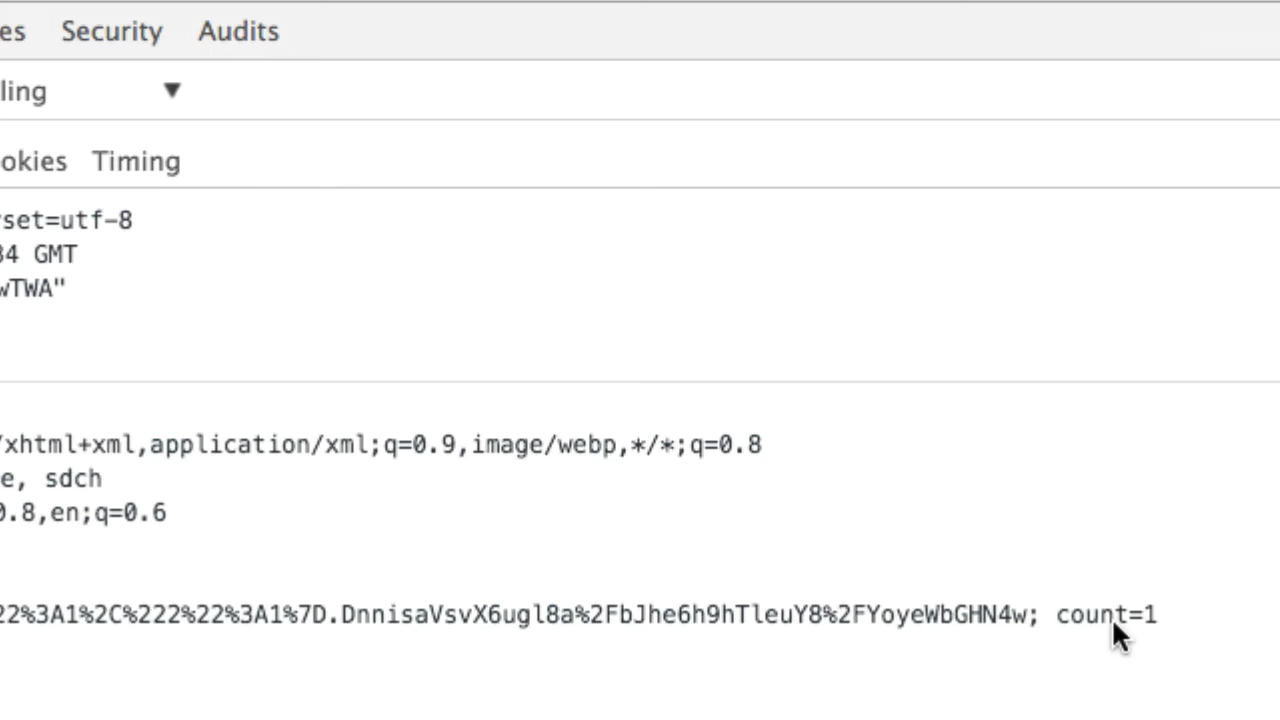 es Security Audits
ling ▼
okies Timing
rset=utf-8
34 GMT
wTWA"
/xhtml+xml,application/xml;q=0.9,image/webp,*/*;q=0.8
e, sdch
0.8,en;q=0.6
22%3A1%2C%222%22%3A1%7D.DnnisaVsvX6ugl8a%2FbJhe6h9hTleuY8%2FYoyeWbGHN4w; count=1